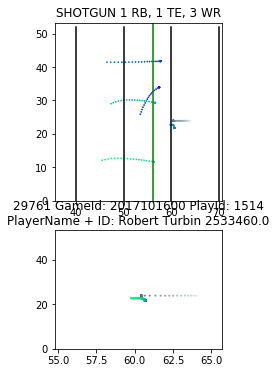 SHOTGUN 1 RB, 1 TE, 3 WR
50
40
30
20
10
0
40 50 60 70
29761 GameId: 2017101600 PlayId: 1514
PlayerName + ID: Robert Turbin 2533460.0
40
20
0
55.0 57.5 60.0 62.5 65.0